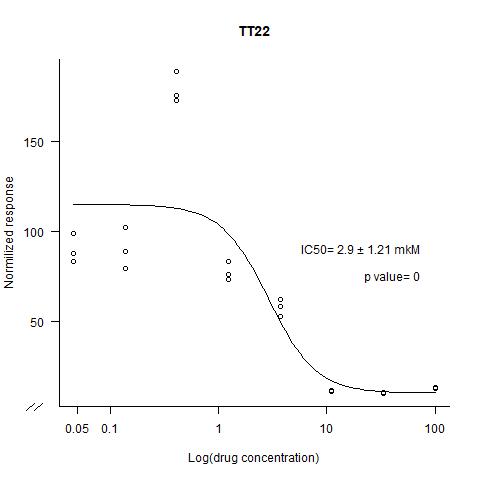 TT22
Normilized response
150
100
50
IC50= 2.9 ± 1.21 mkM
p value= 0
0.05 0.1 1 10 100
Log(drug concentration)